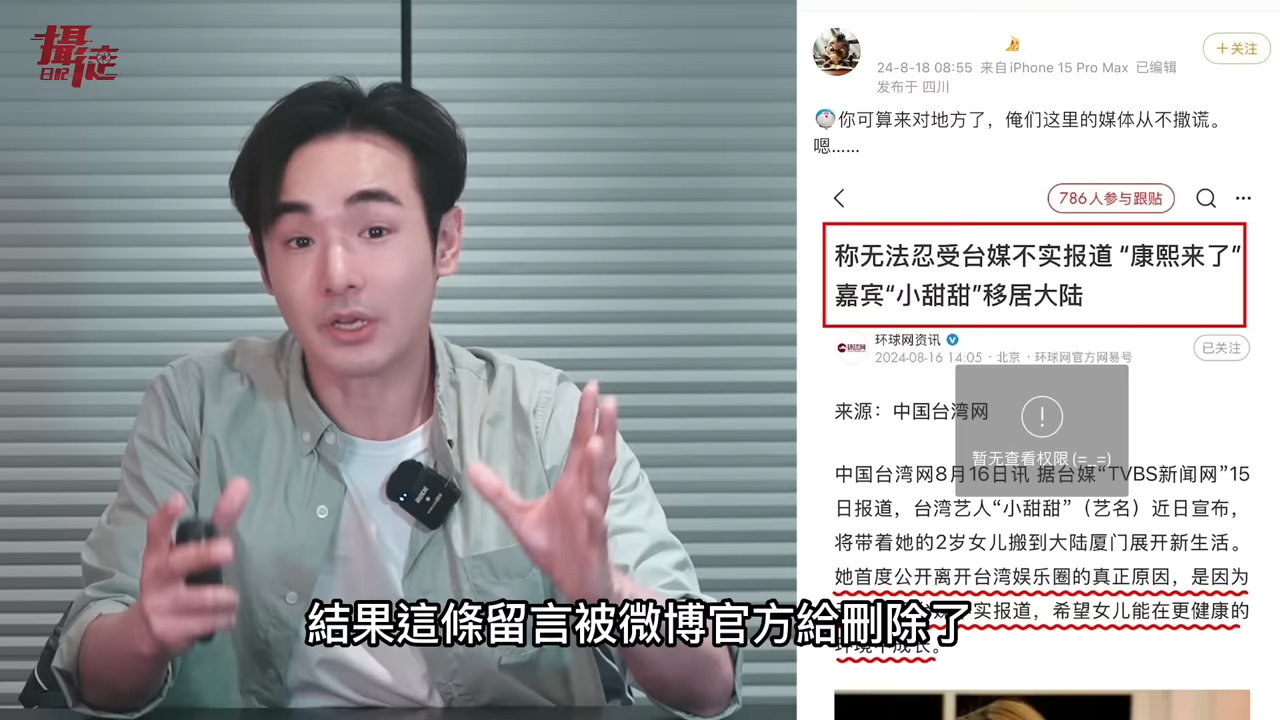 攝徒
日記
+关注
24-8-18 08:55 来自iPhone 15 Pro Max 已编辑
发布于 四川
你可算来对地方了，俺们这里的媒体从不撒谎。
嗯……
786人参与跟贴
称无法忍受台媒不实报道 “康熙来了”
嘉宾“小甜甜”移居大陆
环球网
环球网资讯
已关注
2024-08-16 14:05 · 北京 · 环球网官方网易号
来源：中国台湾网
暂无查看权限 (=_=)
中国台湾网8月16日讯 据台媒“TVBS新闻网”15
日报道，台湾艺人“小甜甜”（艺名）近日宣布，
将带着她的2岁女儿搬到大陆厦门展开新生活。
她首度公开离开台湾娱乐圈的真正原因，是因为
实报道，希望女儿能在更健康的
RØDE
結果這條留言被微博官方給刪除了